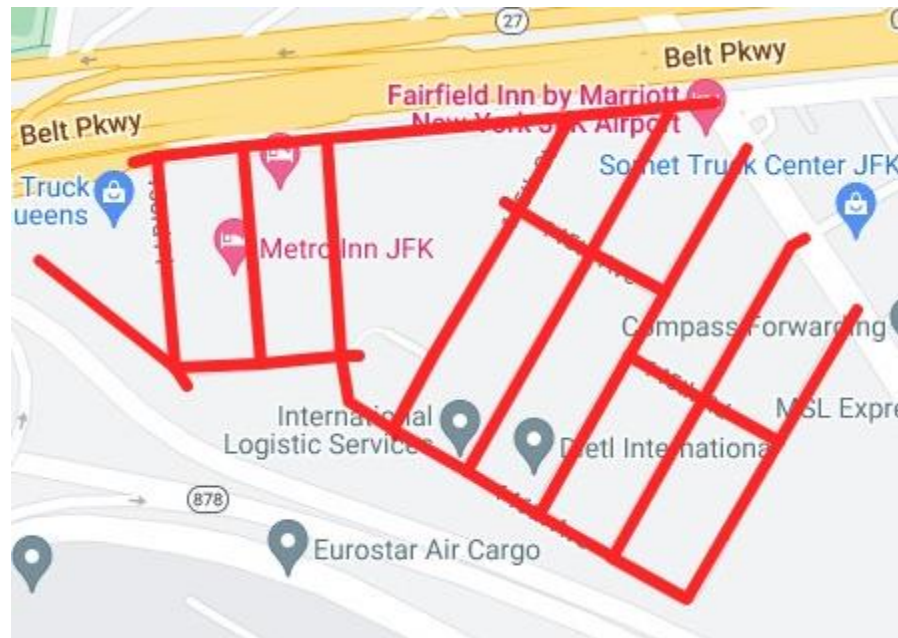 27
Belt Pkwy
Fairfield Inn by Marriott
New York JFK Airport
Belt Pkwy
Somet Truck Center JFK
Truck
ueens
Metro Inn JFK
Compass Forwarding
International
Logistic Services
MSL Expre
Dietl International
878
Eurostar Air Cargo